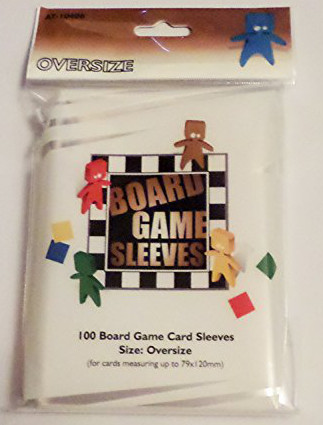 OVERSIZE
BOARD
GAME
SLEEVES
100 Board Game Card Sleeves
Size: Oversize
(for cards measuring up to 79x120mm)